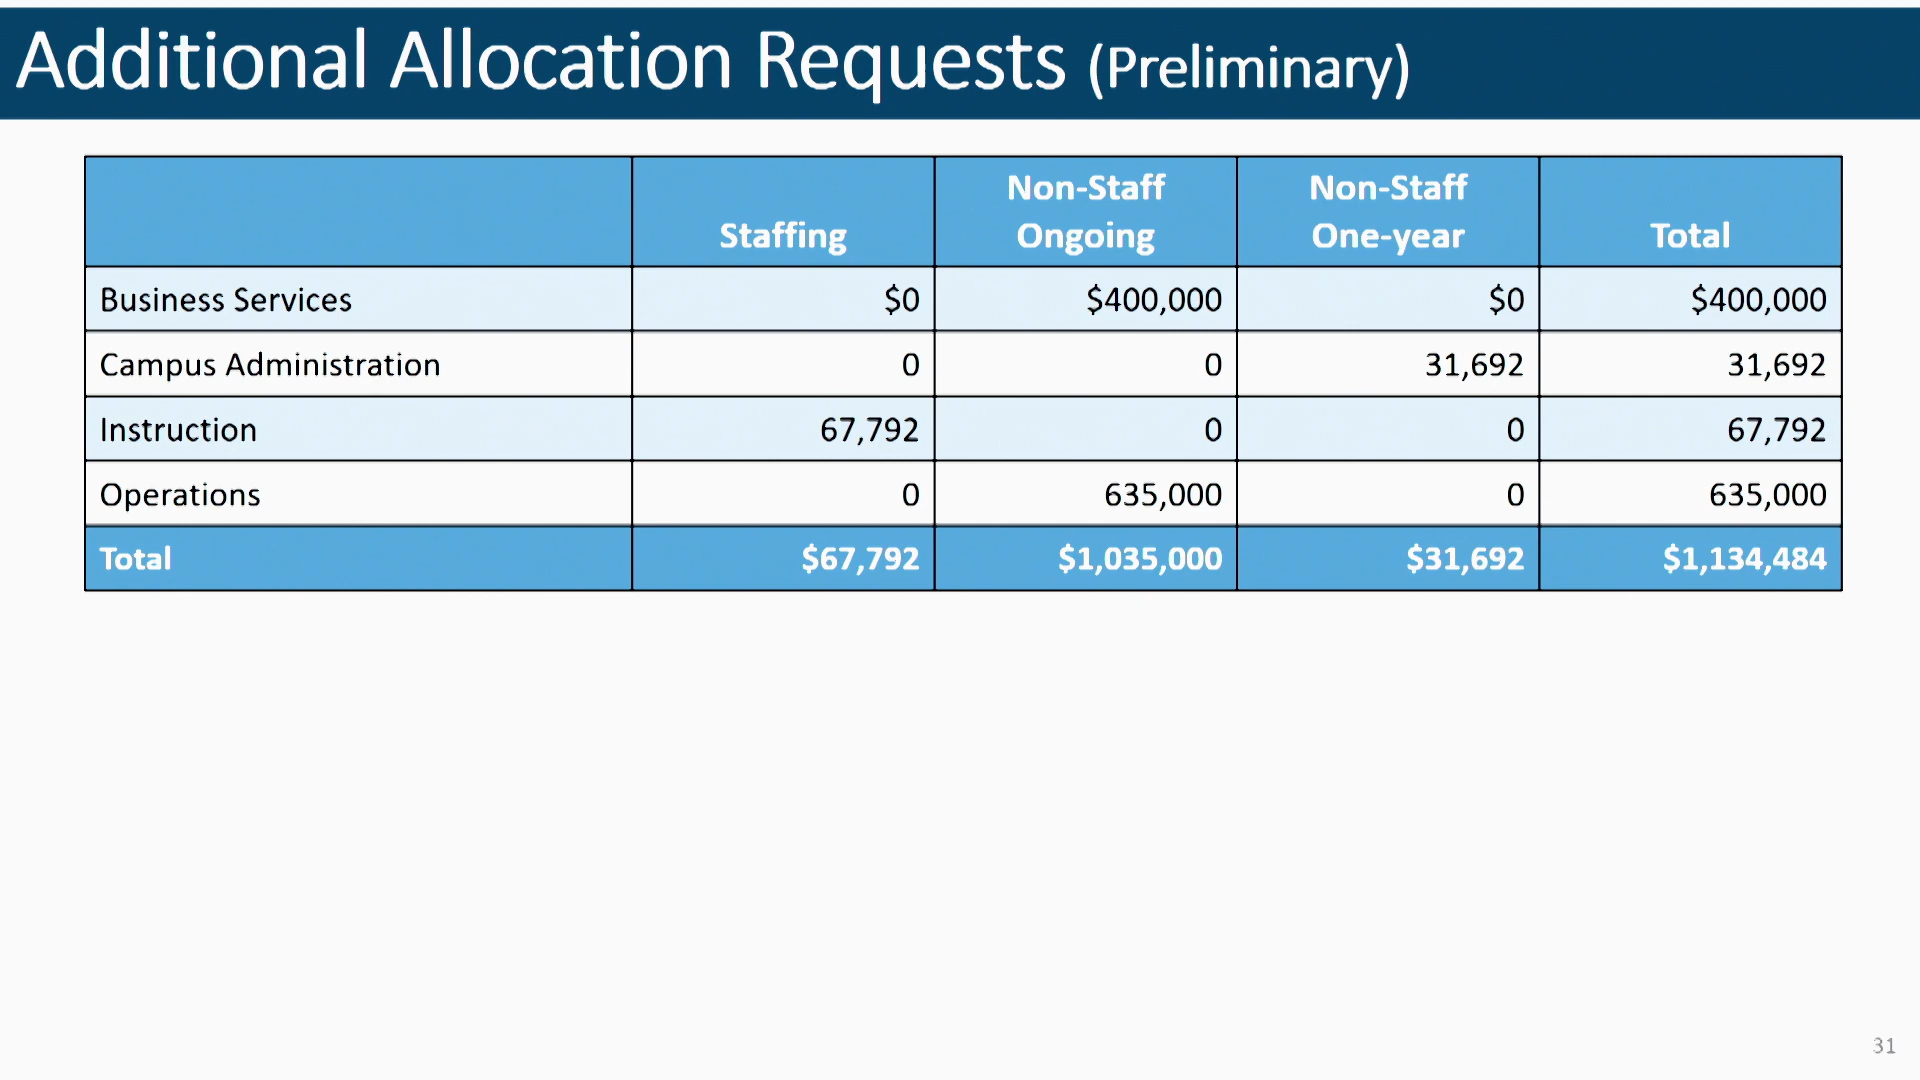 Additional Allocation Requests (Preliminary)
Staffing Non-Staff Ongoing Non-Staff One-year Total
Business Services $0 $400,000 $0 $400,000
Campus Administration 0 0 31,692 31,692
Instruction 67,792 0 0 67,792
Operations 0 635,000 0 635,000
Total $67,792 $1,035,000 $31,692 $1,134,484
31